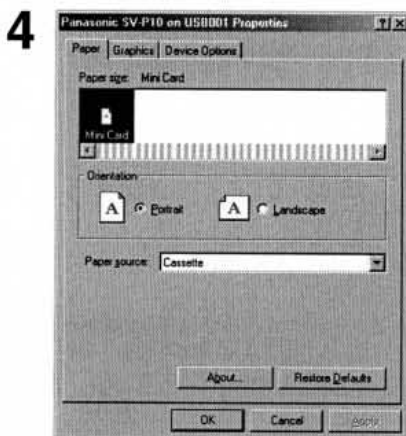 4
Panasonic SV-P10 on USB001 Properties
Paper Graphics Device Options
Paper size: Mini Card
Mini Card
Orientation
A Portrait A Landscape
Paper source: Cassette
About... Restore Defaults
OK Cancel Apply